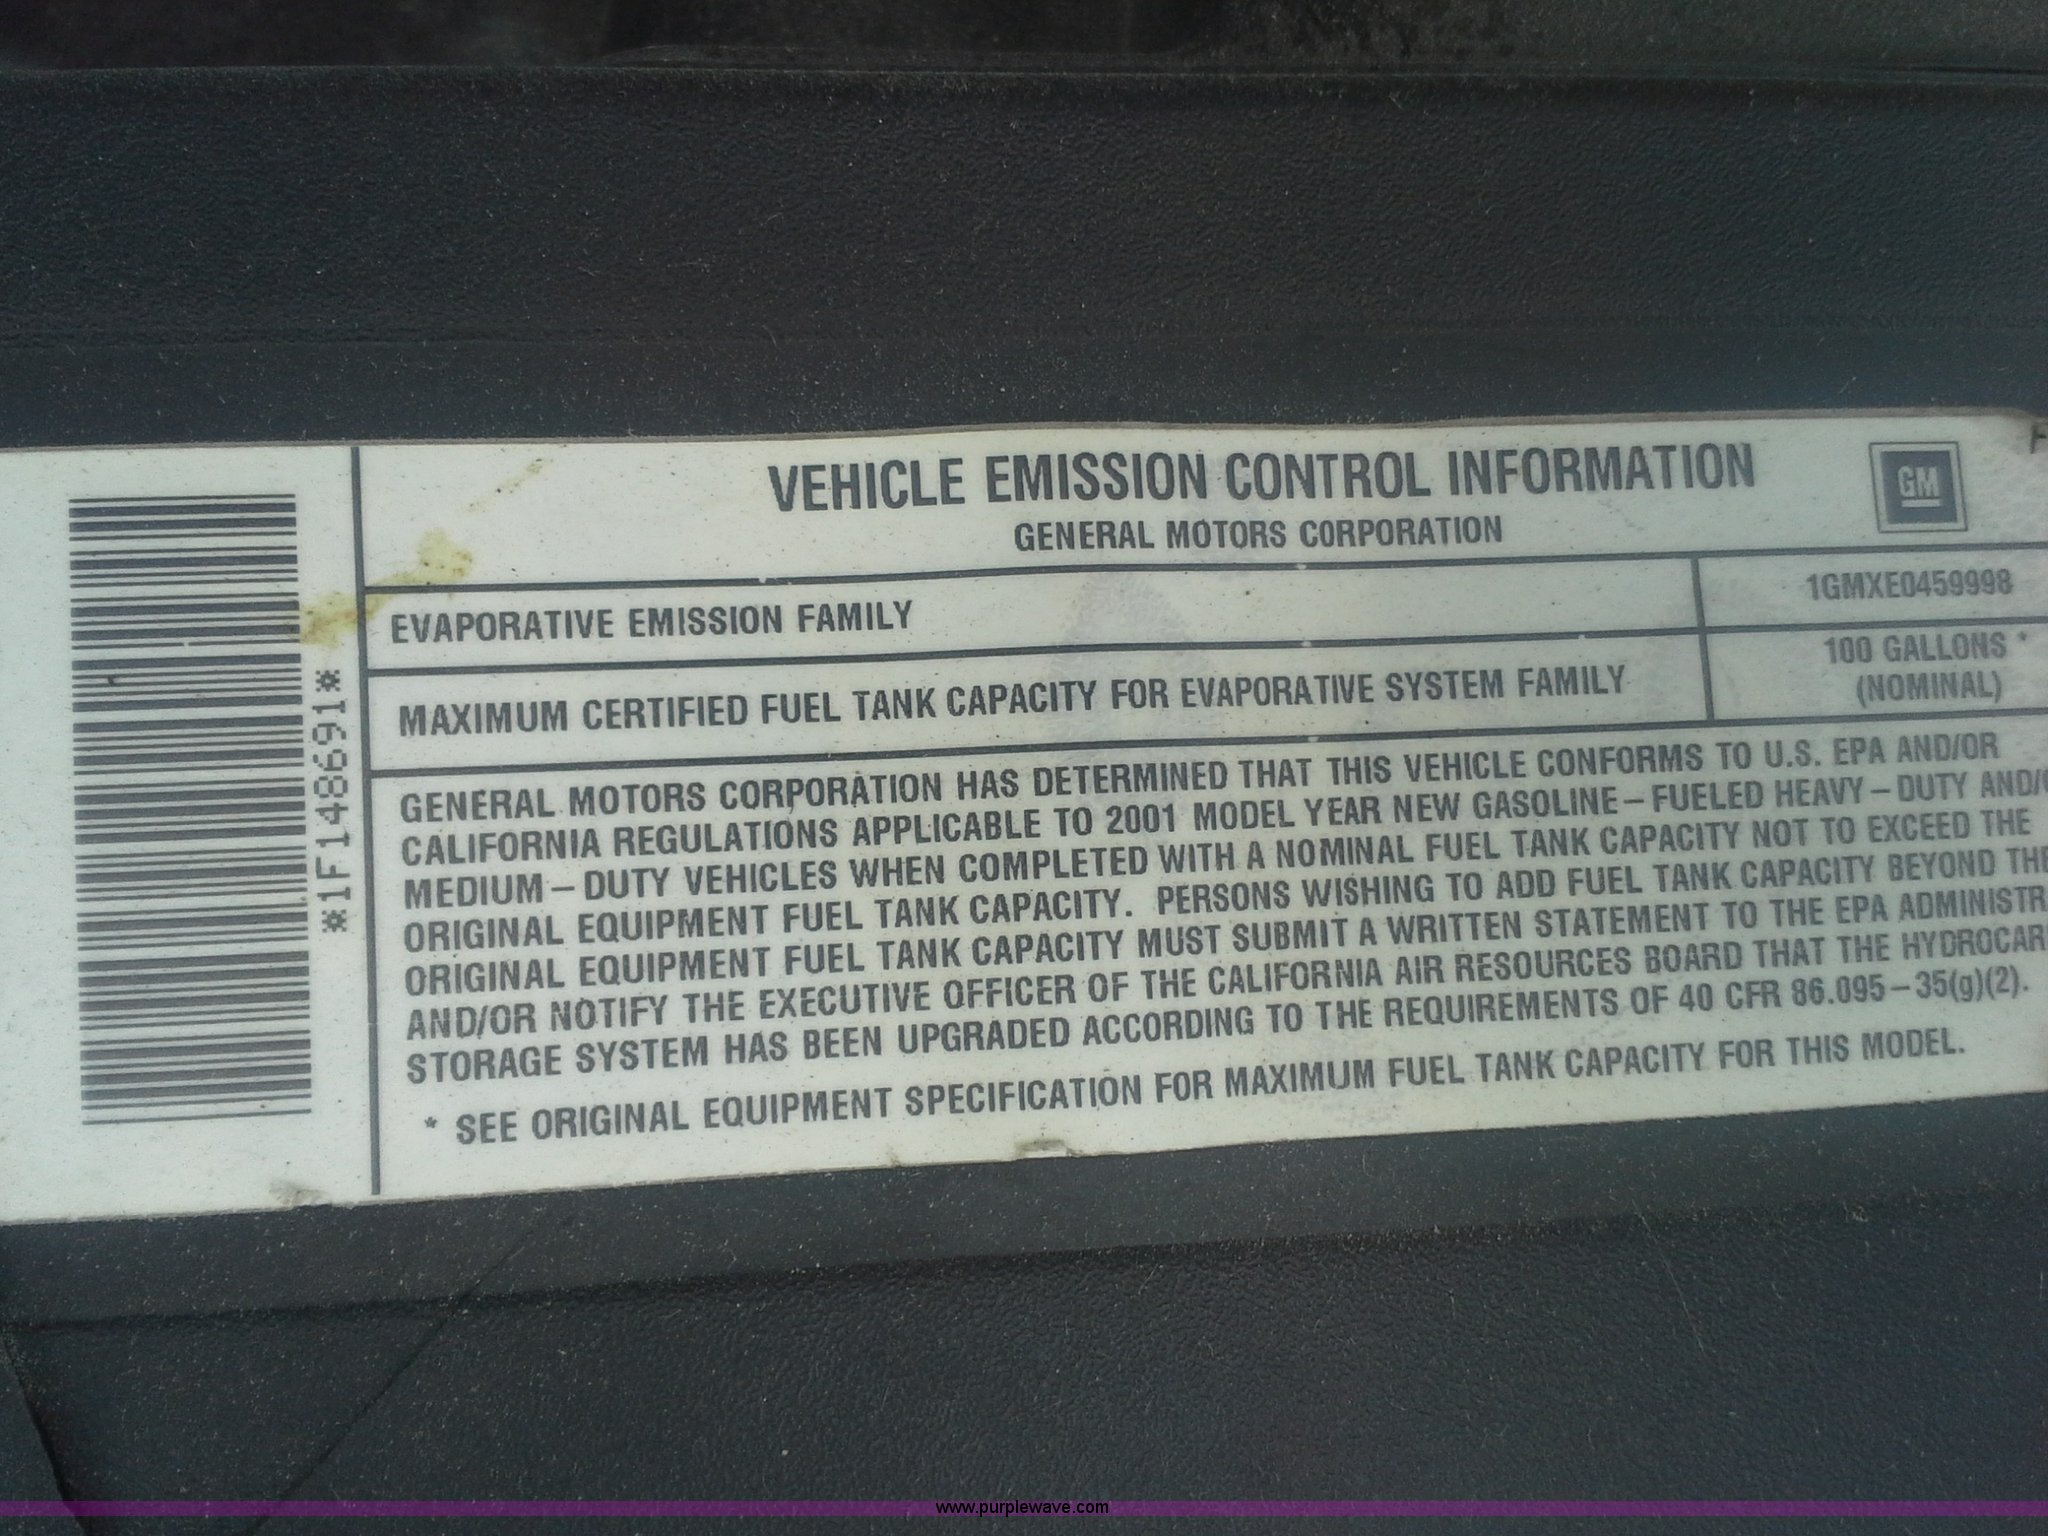 VEHICLE EMISSION CONTROL INFORMATION
GM
GENERAL MOTORS CORPORATION
EVAPORATIVE EMISSION FAMILY 1GMXE0459998
MAXIMUM CERTIFIED FUEL TANK CAPACITY FOR EVAPORATIVE SYSTEM FAMILY 100 GALLONS *
(NOMINAL)
GENERAL MOTORS CORPORATION HAS DETERMINED THAT THIS VEHICLE CONFORMS TO U.S. EPA AND/OR
CALIFORNIA REGULATIONS APPLICABLE TO 2001 MODEL YEAR NEW GASOLINE-FUELED HEAVY-DUTY AND/O
MEDIUM-DUTY VEHICLES WHEN COMPLETED WITH A NOMINAL FUEL TANK CAPACITY NOT TO EXCEED THE
ORIGINAL EQUIPMENT FUEL TANK CAPACITY. PERSONS WISHING TO ADD FUEL TANK CAPACITY BEYOND THE
ORIGINAL EQUIPMENT FUEL TANK CAPACITY MUST SUBMIT A WRITTEN STATEMENT TO THE EPA ADMINISTR
AND/OR NOTIFY THE EXECUTIVE OFFICER OF THE CALIFORNIA AIR RESOURCES BOARD THAT THE HYDROCAR
STORAGE SYSTEM HAS BEEN UPGRADED ACCORDING TO THE REQUIREMENTS OF 40 CFR 86.095-35(g)(2).
* SEE ORIGINAL EQUIPMENT SPECIFICATION FOR MAXIMUM FUEL TANK CAPACITY FOR THIS MODEL.
*1F148691*
www.purplewave.com